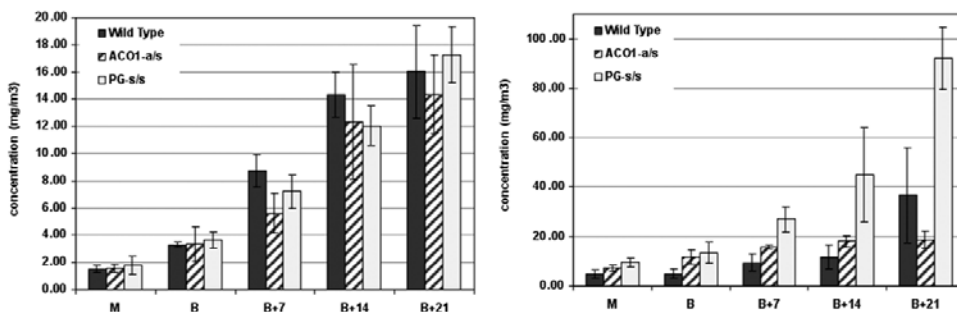 20.00
18.00
16.00
14.00
12.00
10.00
8.00
6.00
4.00
2.00
0.00
concentration (mg/m3)
Wild Type
ACO1-a/s
PG-s/s
M B B+7 B+14 B+21
100 .00
80.00
60.00
40.00
20.00
0.00
concentration (mg/m3)
Wild Type
ACO1-a/s
PG-s/s
M B B+7 B+14 B+21